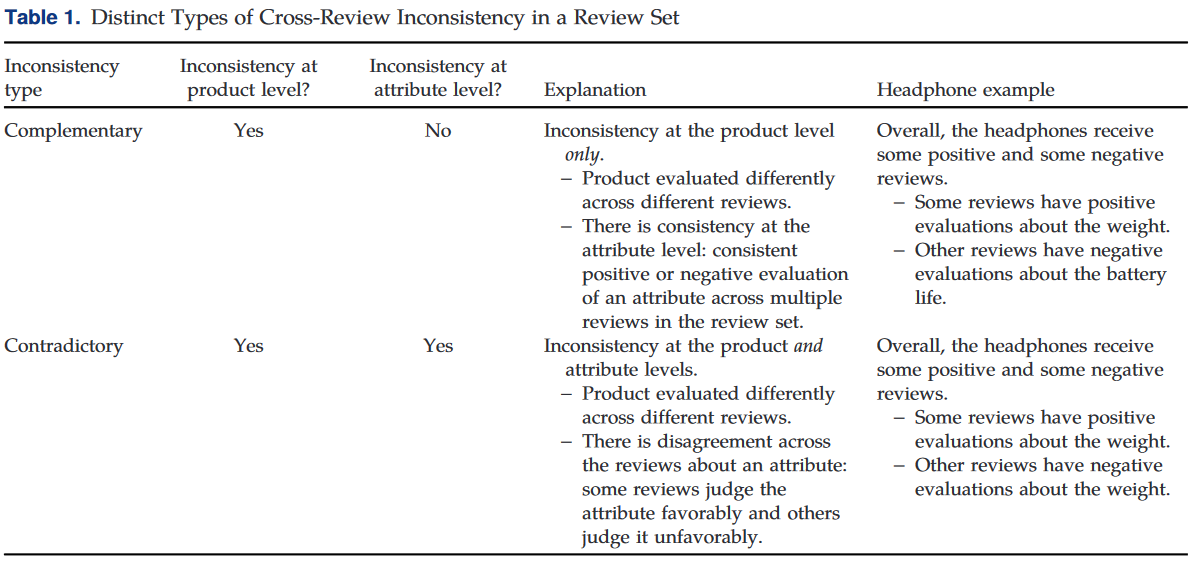 Table 1. Distinct Types of Cross-Review Inconsistency in a Review Set
Inconsistency type
Inconsistency at product level?
Inconsistency at attribute level?
Explanation
Headphone example
Complementary
Yes
No
Inconsistency at the product level
only.
– Product evaluated differently
across different reviews.
– There is consistency at the
attribute level: consistent
positive or negative evaluation
of an attribute across multiple
reviews in the review set.
Overall, the headphones receive
some positive and some negative
reviews.
– Some reviews have positive
evaluations about the weight.
– Other reviews have negative
evaluations about the battery
life.
Contradictory
Yes
Yes
Inconsistency at the product and
attribute levels.
– Product evaluated differently
across different reviews.
– There is disagreement across
the reviews about an attribute:
some reviews judge the
attribute favorably and others
judge it unfavorably.
Overall, the headphones receive
some positive and some negative
reviews.
– Some reviews have positive
evaluations about the weight.
– Other reviews have negative
evaluations about the weight.